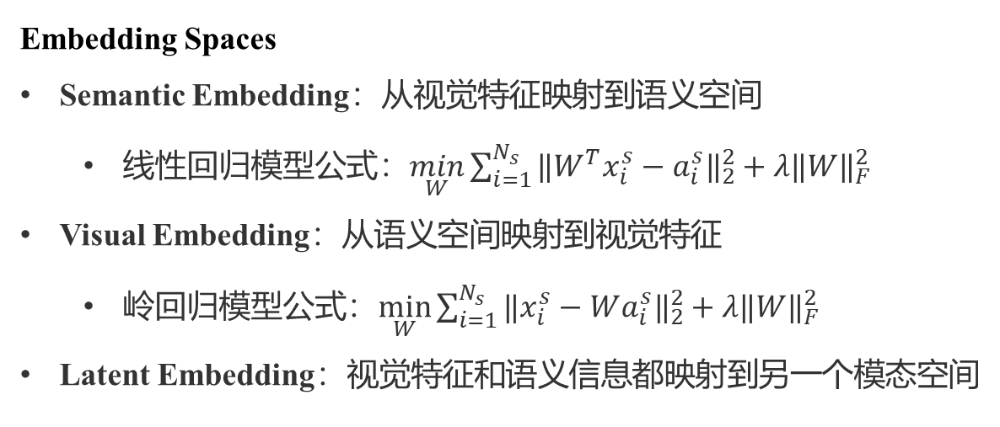 Embedding Spaces
• Semantic Embedding：从视觉特征映射到语义空间
• 线性回归模型公式：$\min_{W} \sum_{i=1}^{N_s} \|W^T x_i^s - a_i^s\|_2^2 + \lambda \|W\|_F^2$
• Visual Embedding：从语义空间映射到视觉特征
• 岭回归模型公式：$\min_{W} \sum_{i=1}^{N_s} \|x_i^s - W a_i^s\|_2^2 + \lambda \|W\|_F^2$
• Latent Embedding：视觉特征和语义信息都映射到另一个模态空间